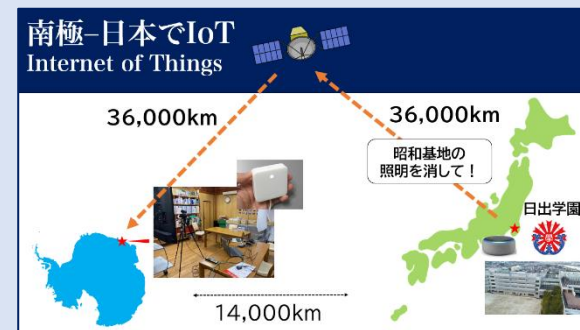 南極–日本でIoT
Internet of Things
36,000km
36,000km
昭和基地の
照明を消して！
日出学園
14,000km